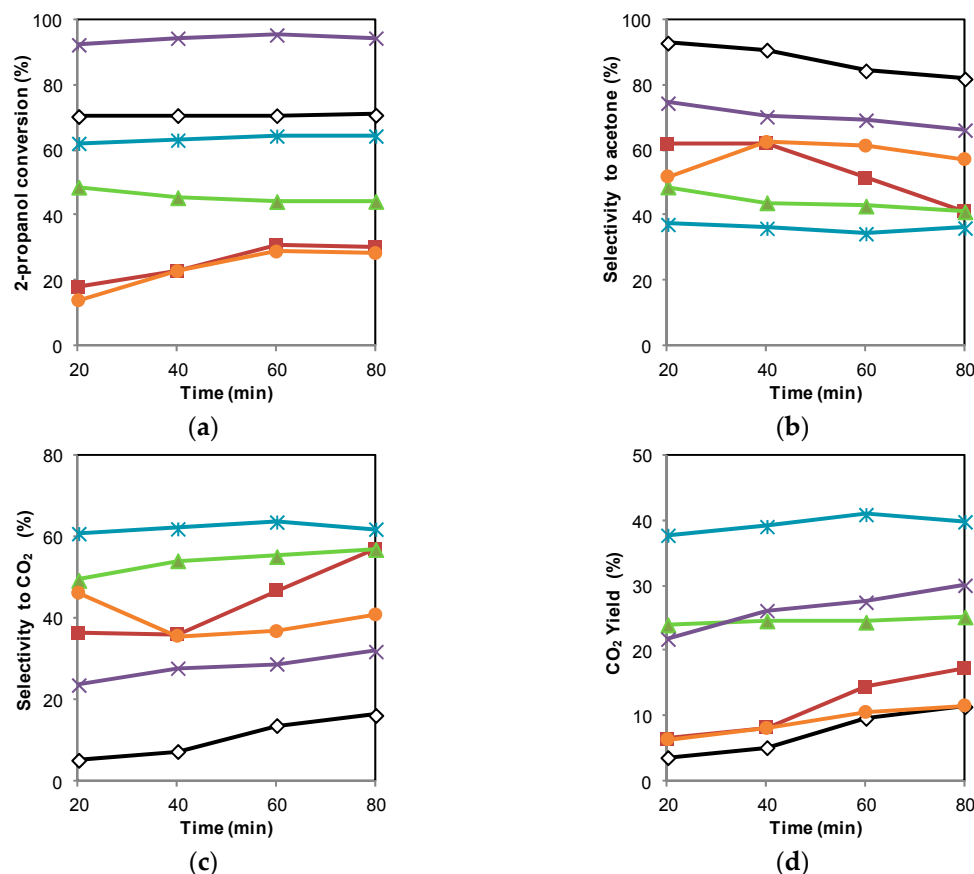 2-propanol conversion (%)
100
80
60
40
20
0
20 40 60 80
Time (min)
(a)
Selectivity to acetone (%)
100
80
60
40
20
0
20 40 60 80
Time (min)
(b)
Selectivity to CO₂ (%)
80
60
40
20
0
20 40 60 80
Time (min)
(c)
CO₂ Yield (%)
50
40
30
20
10
0
20 40 60 80
Time (min)
(d)